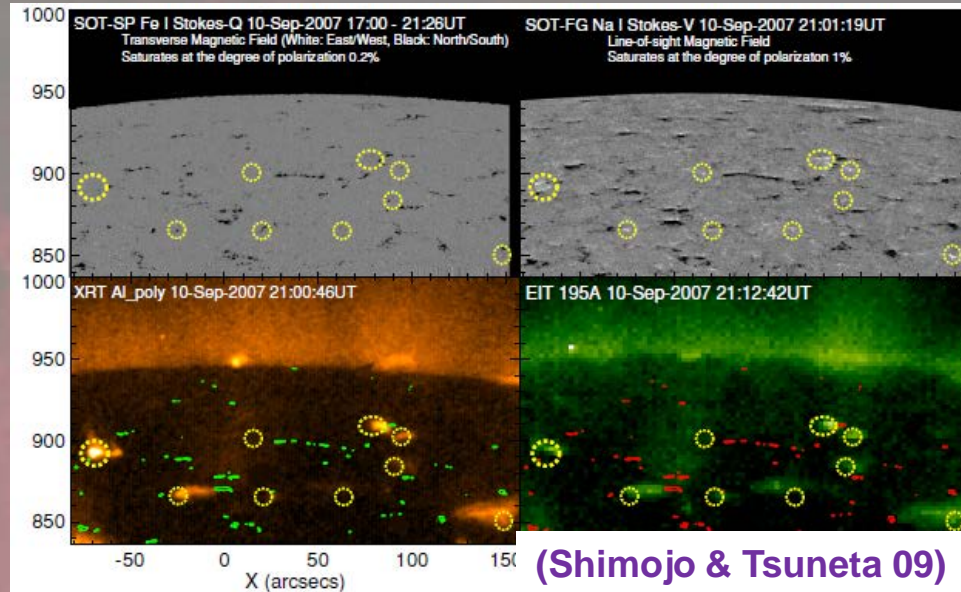 SOT-SP Fe I Stokes-Q 10-Sep-2007 17:00 - 21:26UT
Transverse Magnetic Field (White: East/West, Black: North/South)
Saturates at the degree of polarization 0.2%
SOT-FG Na I Stokes-V 10-Sep-2007 21:01:19UT
Line-of-sight Magnetic Field
Saturates at the degree of polarizaton 1%
1000
950
900
850
XRT Al_poly 10-Sep-2007 21:00:46UT
EIT 195A 10-Sep-2007 21:12:42UT
1000
950
900
850
-50 0 50 100 150
X (arcsecs)
(Shimojo & Tsuneta 09)